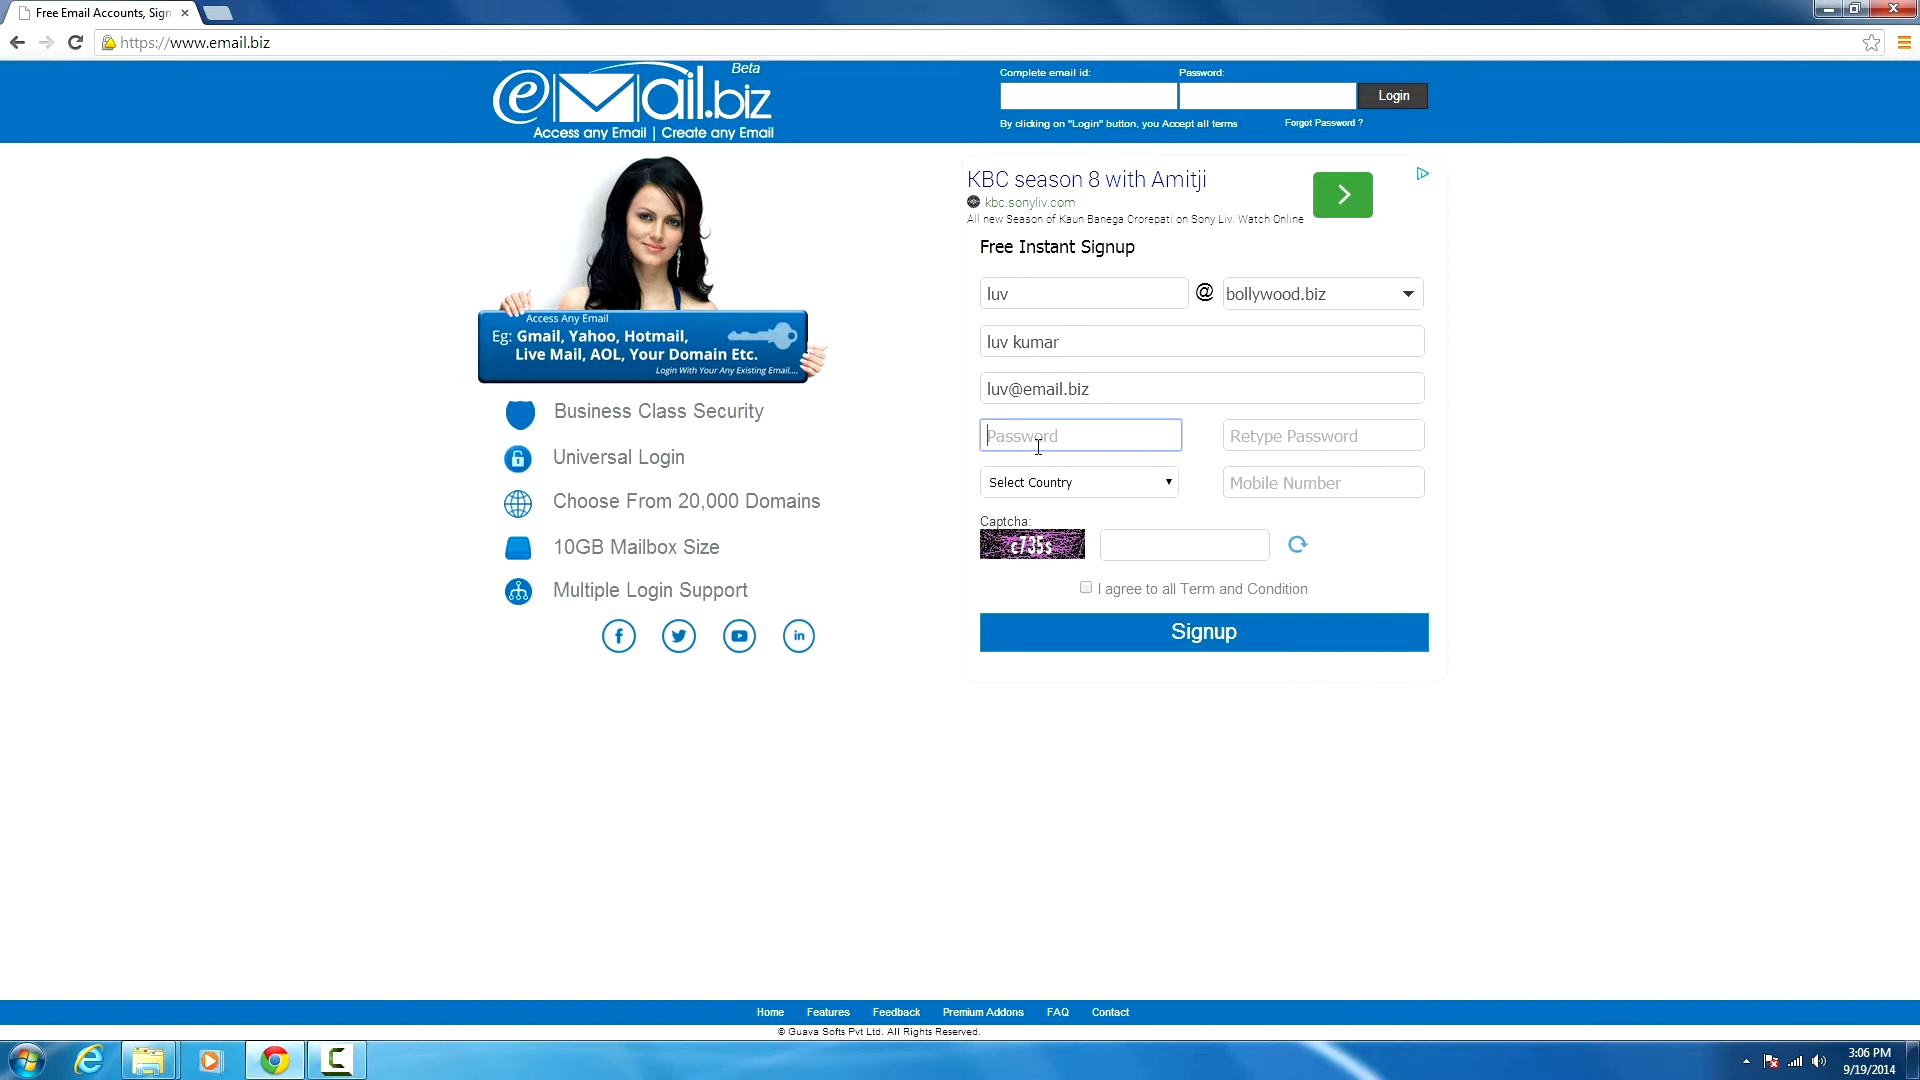 Free Email Accounts, Sign
https://www.email.biz
email.biz
Beta
Access any Email | Create any Email
Complete email id:
Password:
Login
By clicking on "Login" button, you Accept all terms
Forgot Password ?
Access Any Email
Eg: Gmail, Yahoo, Hotmail,
Live Mail, AOL, Your Domain Etc.
Login With Your Any Existing Email....
Business Class Security
Universal Login
Choose From 20,000 Domains
10GB Mailbox Size
Multiple Login Support
KBC season 8 with Amitji
kbc.sonyliv.com
All new Season of Kaun Banega Crorepati on Sony Liv. Watch Online
Free Instant Signup
luv @ bollywood.biz
luv kumar
luv@email.biz
Password
Retype Password
Select Country
Mobile Number
Captcha:
c735s
I agree to all Term and Condition
Signup
Home Features Feedback Premium Addons FAQ Contact
© Guava Softs Pvt Ltd. All Rights Reserved.
3:06 PM
9/19/2014